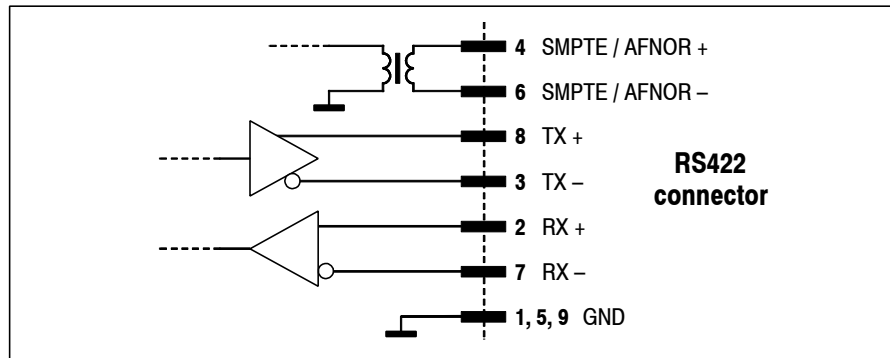 4 SMPTE / AFNOR +
6 SMPTE / AFNOR –
8 TX +
3 TX –
2 RX +
7 RX –
1, 5, 9 GND
RS422
connector